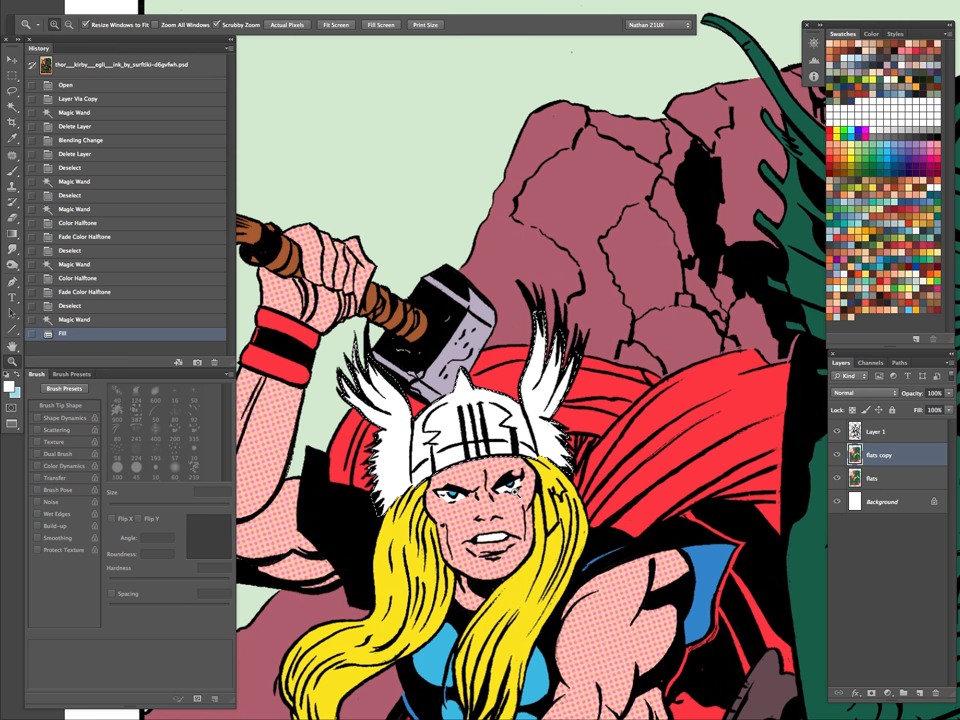 Resize Windows to Fit Zoom All Windows Scrubby Zoom Actual Pixels Fit Screen Fill Screen Print Size Nathan 21UX
History
thor__kirby__egli__ink_by_surftiki-d6gvfwh.psd
Open
Layer Via Copy
Magic Wand
Delete Layer
Blending Change
Delete Layer
Deselect
Magic Wand
Deselect
Magic Wand
Color Halftone
Fade Color Halftone
Deselect
Magic Wand
Color Halftone
Fade Color Halftone
Deselect
Magic Wand
Fill
Brush Brush Presets
Brush Presets
Brush Tip Shape
Shape Dynamics
Scattering
Texture
Dual Brush
Color Dynamics
Transfer
Brush Pose
Noise
Wet Edges
Build-up
Smoothing
Protect Texture
Size
Flip X Flip Y
Angle:
Roundness:
Hardness
Spacing
Swatches Color Styles
Layers Channels Paths
Kind
Normal Opacity: 100%
Lock: Fill: 100%
Layer 1
flats copy
flats
Background